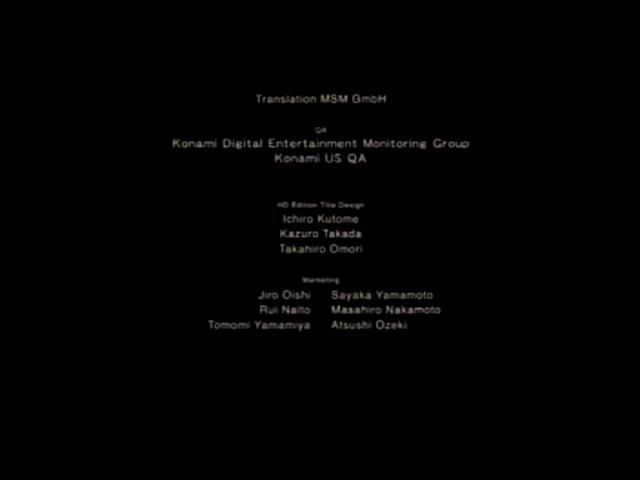 Translation MSM GmbH
QA
Konami Digital Entertainment Monitoring Group
Konami US QA
HD Edition Title Design
Ichiro Kutome
Kazuro Takada
Takahiro Omori
Marketing
Jiro Oishi Sayaka Yamamoto
Rui Naito Masahiro Nakamoto
Tomomi Yamamiya Atsushi Ozeki